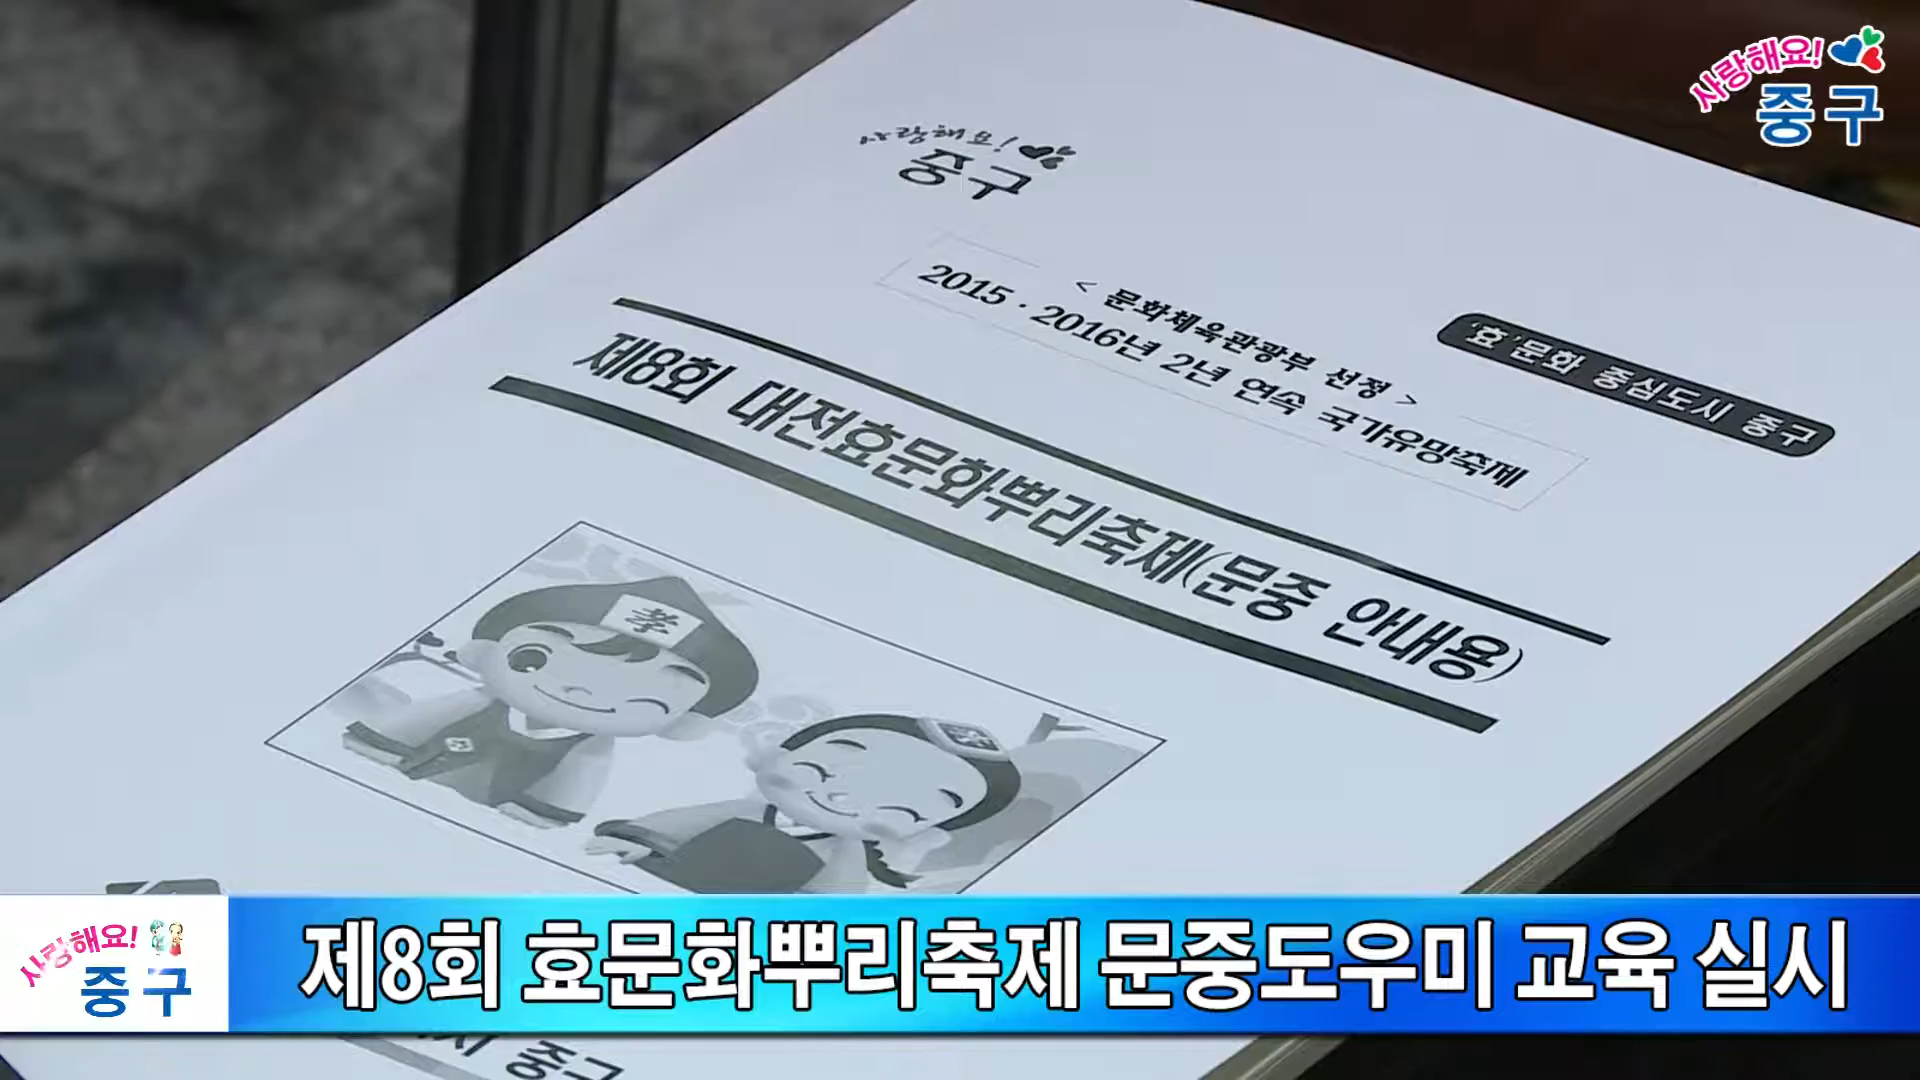 사랑해요!
중구
사랑해요!
중구
'효'문화 중심도시 중구
< 문화체육관광부 선정 >
2015 · 2016년 2년 연속 국가유망축제
제8회 대전효문화뿌리축제(문중 안내용)
孝
사랑해요!
중구
제8회 효문화뿌리축제 문중도우미 교육 실시
중구